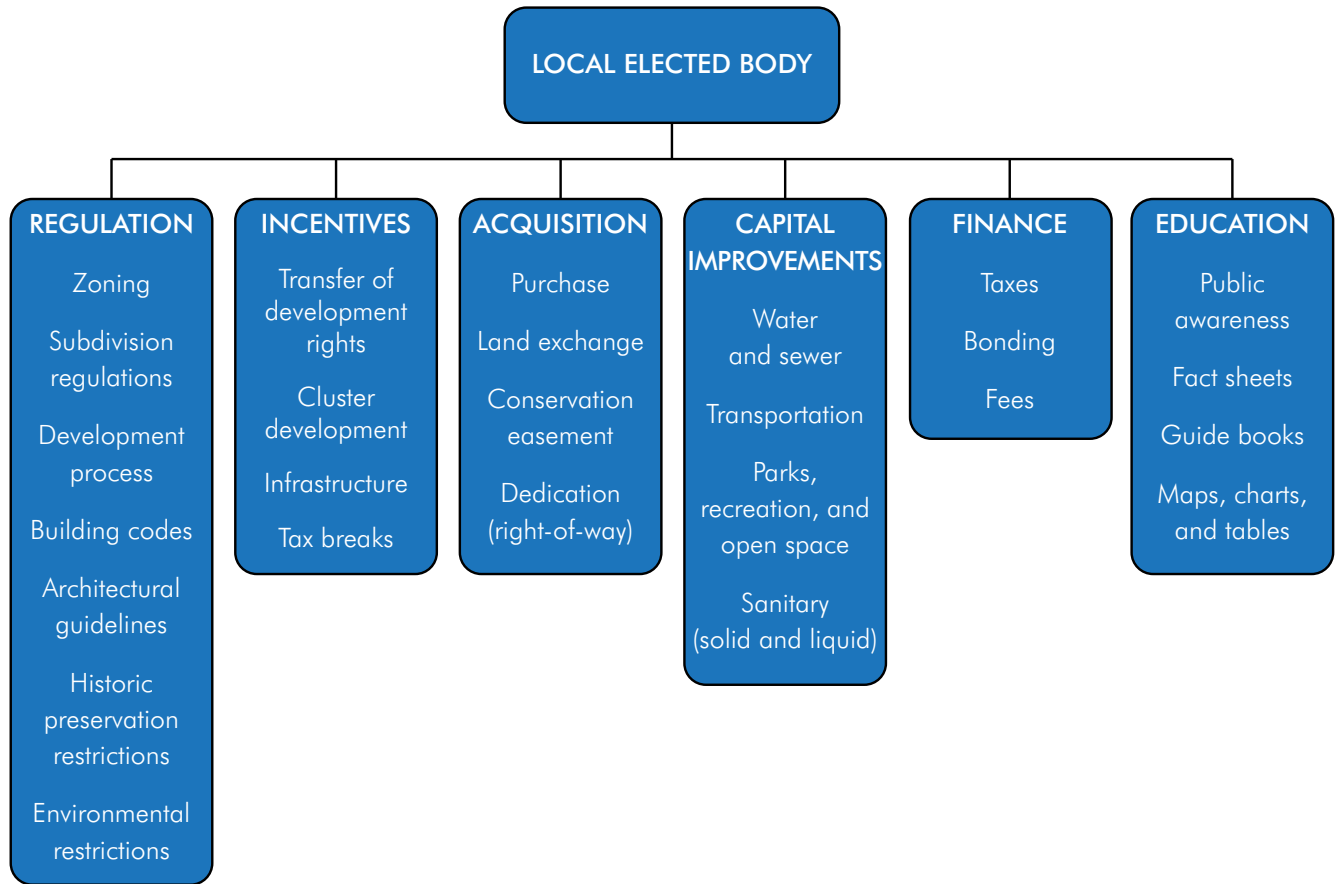 LOCAL ELECTED BODY
REGULATION
Zoning
Subdivision
regulations
Development
process
Building codes
Architectural
guidelines
Historic
preservation
restrictions
Environmental
restrictions
INCENTIVES
Transfer of
development
rights
Cluster
development
Infrastructure
Tax breaks
ACQUISITION
Purchase
Land exchange
Conservation
easement
Dedication
(right-of-way)
CAPITAL
IMPROVEMENTS
Water
and sewer
Transportation
Parks,
recreation, and
open space
Sanitary
(solid and liquid)
FINANCE
Taxes
Bonding
Fees
EDUCATION
Public
awareness
Fact sheets
Guide books
Maps, charts,
and tables